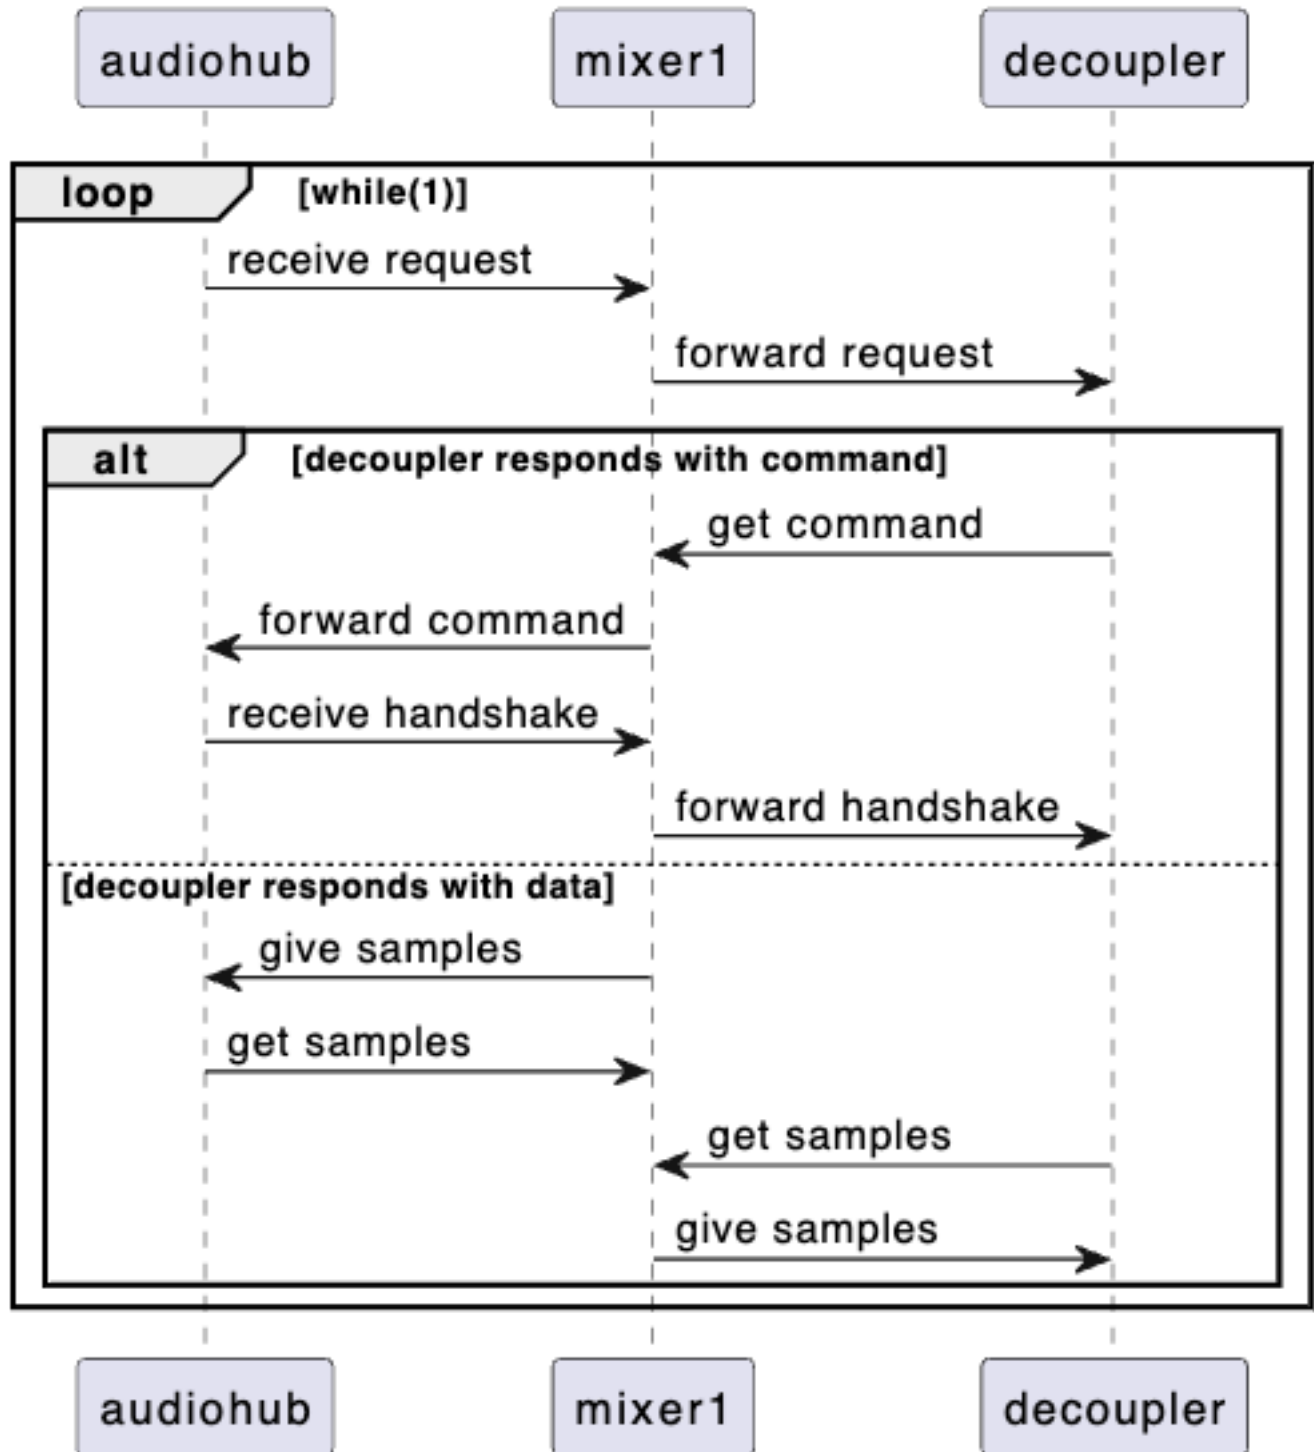 audiohub mixer1 decoupler
loop [while(1)]
receive request
forward request
alt [decoupler responds with command]
get command
forward command
receive handshake
forward handshake
[decoupler responds with data]
give samples
get samples
get samples
give samples
audiohub mixer1 decoupler